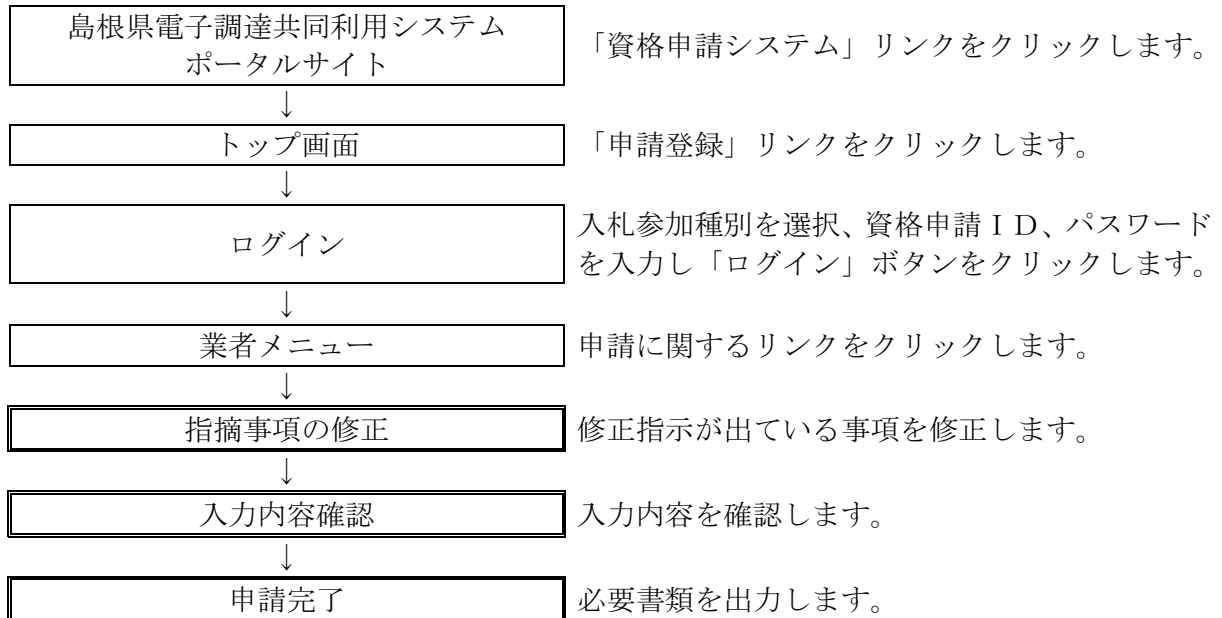 島根県電子調達共同利用システム
ポータルサイト
「資格申請システム」リンクをクリックします。
↓
トップ画面
「申請登録」リンクをクリックします。
↓
ログイン
入札参加種別を選択、資格申請ＩＤ、パスワード
を入力し「ログイン」ボタンをクリックします。
↓
業者メニュー
申請に関するリンクをクリックします。
↓
指摘事項の修正
修正指示が出ている事項を修正します。
↓
入力内容確認
入力内容を確認します。
↓
申請完了
必要書類を出力します。